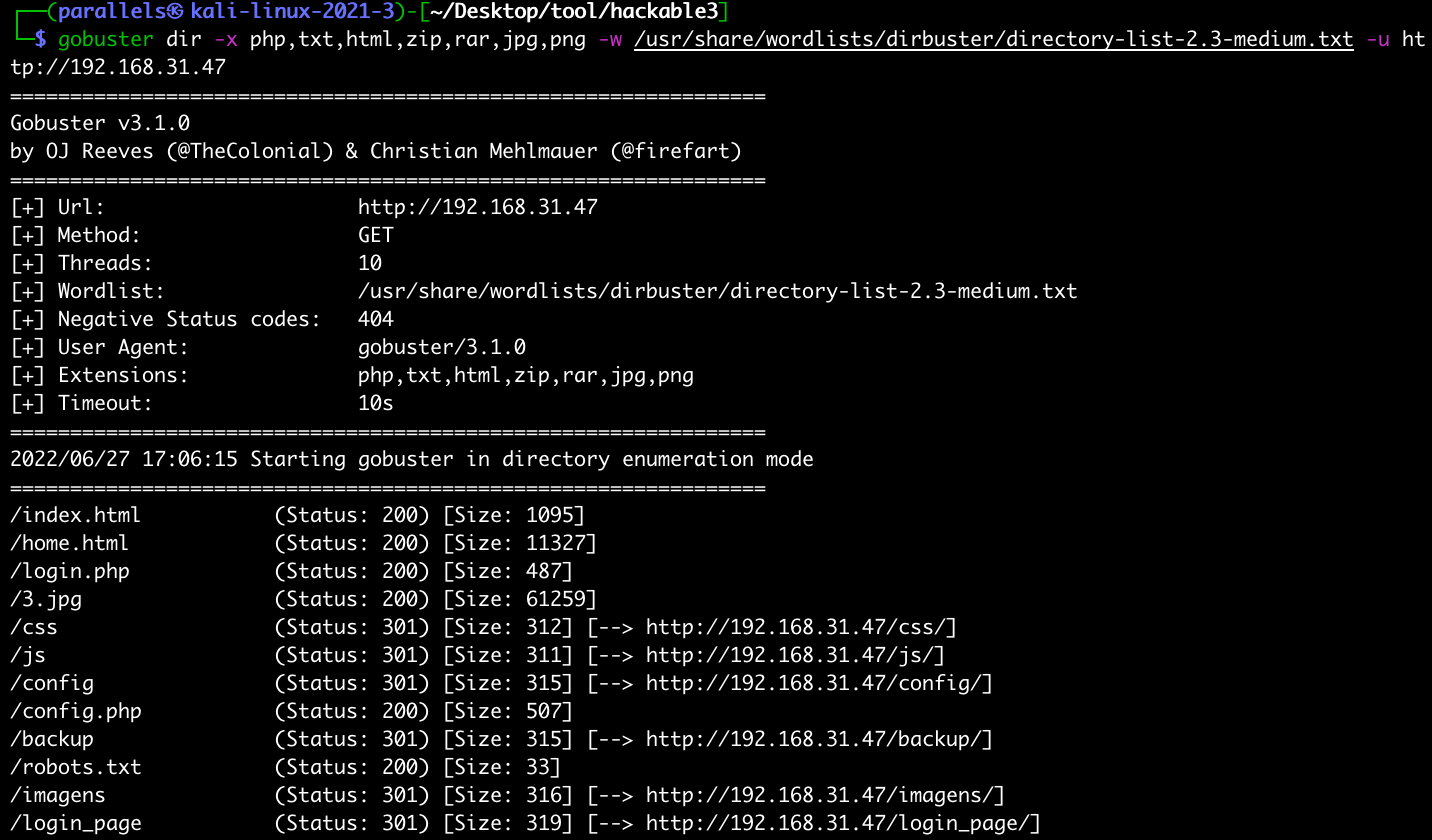 ┌──(parallels㉿kali-linux-2021-3)-[~/Desktop/tool/hackable3]
└─$ gobuster dir -x php,txt,html,zip,rar,jpg,png -w /usr/share/wordlists/dirbuster/directory-list-2.3-medium.txt -u ht
tp://192.168.31.47
===============================================================
Gobuster v3.1.0
by OJ Reeves (@TheColonial) & Christian Mehlmauer (@firefart)
===============================================================
[+] Url:                     http://192.168.31.47
[+] Method:                  GET
[+] Threads:                 10
[+] Wordlist:                /usr/share/wordlists/dirbuster/directory-list-2.3-medium.txt
[+] Negative Status codes:   404
[+] User Agent:              gobuster/3.1.0
[+] Extensions:              php,txt,html,zip,rar,jpg,png
[+] Timeout:                 10s
===============================================================
2022/06/27 17:06:15 Starting gobuster in directory enumeration mode
===============================================================
/index.html           (Status: 200) [Size: 1095]
/home.html            (Status: 200) [Size: 11327]
/login.php            (Status: 200) [Size: 487]
/3.jpg                (Status: 200) [Size: 61259]
/css                  (Status: 301) [Size: 312] [--> http://192.168.31.47/css/]
/js                   (Status: 301) [Size: 311] [--> http://192.168.31.47/js/]
/config               (Status: 301) [Size: 315] [--> http://192.168.31.47/config/]
/config.php           (Status: 200) [Size: 507]
/backup               (Status: 301) [Size: 315] [--> http://192.168.31.47/backup/]
/robots.txt           (Status: 200) [Size: 33]
/imagens              (Status: 301) [Size: 316] [--> http://192.168.31.47/imagens/]
/login_page           (Status: 301) [Size: 319] [--> http://192.168.31.47/login_page/]